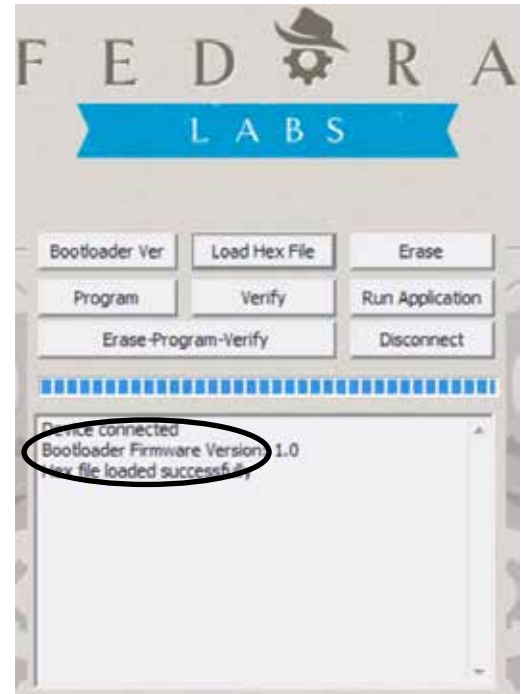 FEDORA
LABS
Bootloader Ver
Load Hex File
Erase
Program
Verify
Run Application
Erase-Program-Verify
Disconnect
Device connected
Bootloader Firmware Version: 1.0
Hex file loaded successfully